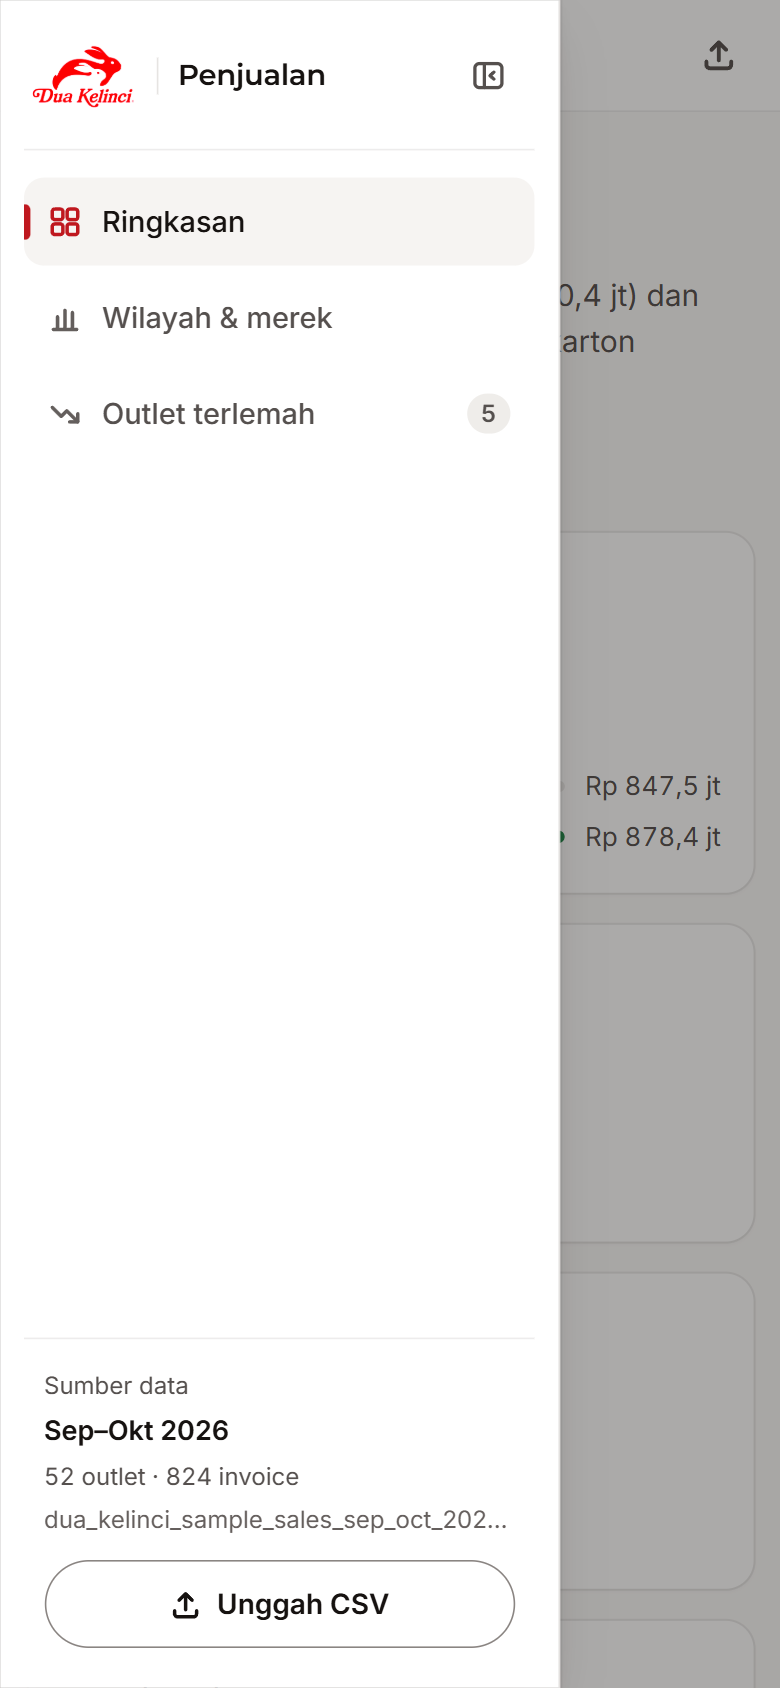 Dua Kelinci
Penjualan
Ringkasan
0,4 jt) dan
Wilayah & merek
arton
Outlet terlemah
5
Rp 847,5 jt
Rp 878,4 jt
Sumber data
Sep–Okt 2026
52 outlet · 824 invoice
dua_kelinci_sample_sales_sep_oct_202...
Unggah CSV